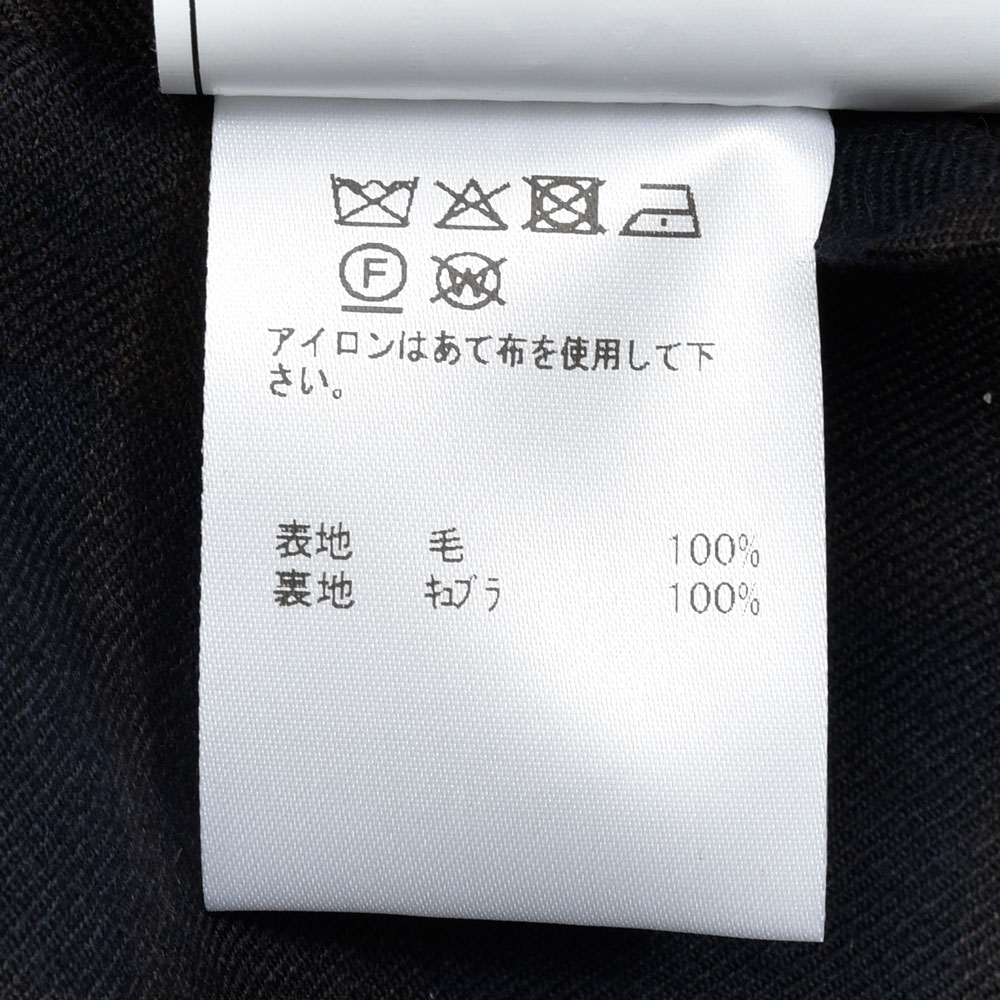 F W
アイロンはあて布を使用して下
さい。
表地 毛 100%
裏地 ｷｭﾌﾟﾗ 100%